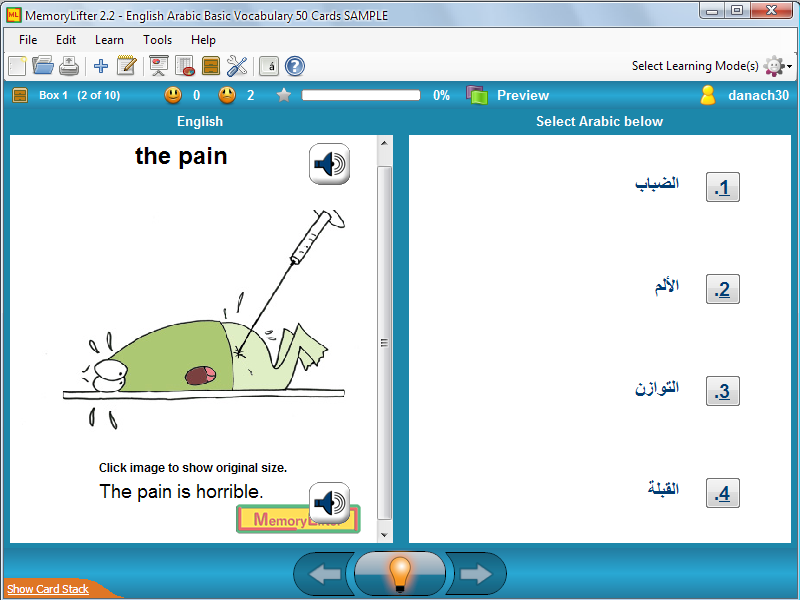 MemoryLifter 2.2 - English Arabic Basic Vocabulary 50 Cards SAMPLE
File Edit Learn Tools Help
á ? Select Learning Mode(s)
Box 1 (2 of 10) 0 2 0% Preview danach30
English
Select Arabic below
the pain
Click image to show original size.
The pain is horrible.
الضباب .1
الألم .2
التوازن .3
القبلة .4
Show Card Stack